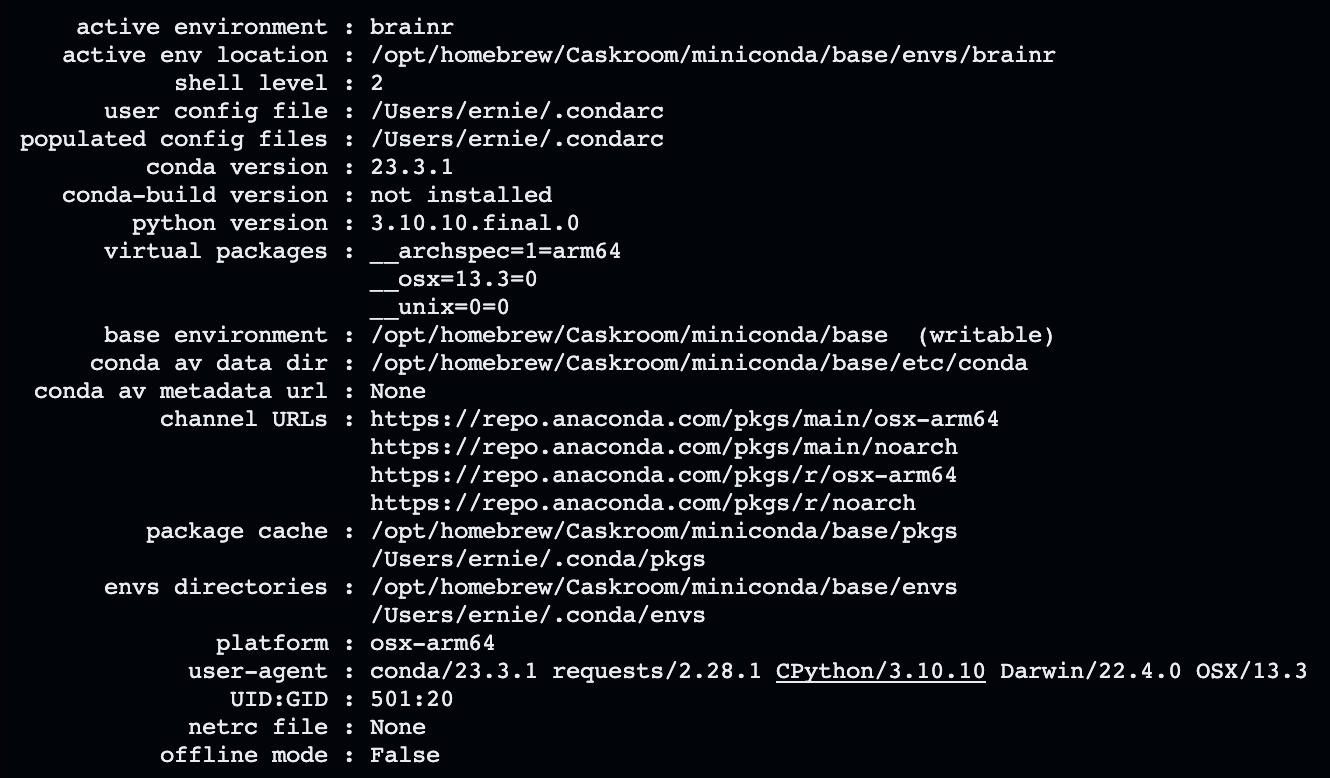 active environment : brainr
active env location : /opt/homebrew/Caskroom/miniconda/base/envs/brainr
shell level : 2
user config file : /Users/ernie/.condarc
populated config files : /Users/ernie/.condarc
conda version : 23.3.1
conda-build version : not installed
python version : 3.10.10.final.0
virtual packages : __archspec=1=arm64
__osx=13.3=0
__unix=0=0
base environment : /opt/homebrew/Caskroom/miniconda/base  (writable)
conda av data dir : /opt/homebrew/Caskroom/miniconda/base/etc/conda
conda av metadata url : None
channel URLs : https://repo.anaconda.com/pkgs/main/osx-arm64
https://repo.anaconda.com/pkgs/main/noarch
https://repo.anaconda.com/pkgs/r/osx-arm64
https://repo.anaconda.com/pkgs/r/noarch
package cache : /opt/homebrew/Caskroom/miniconda/base/pkgs
/Users/ernie/.conda/pkgs
envs directories : /opt/homebrew/Caskroom/miniconda/base/envs
/Users/ernie/.conda/envs
platform : osx-arm64
user-agent : conda/23.3.1 requests/2.28.1 CPython/3.10.10 Darwin/22.4.0 OSX/13.3
UID:GID : 501:20
netrc file : None
offline mode : False